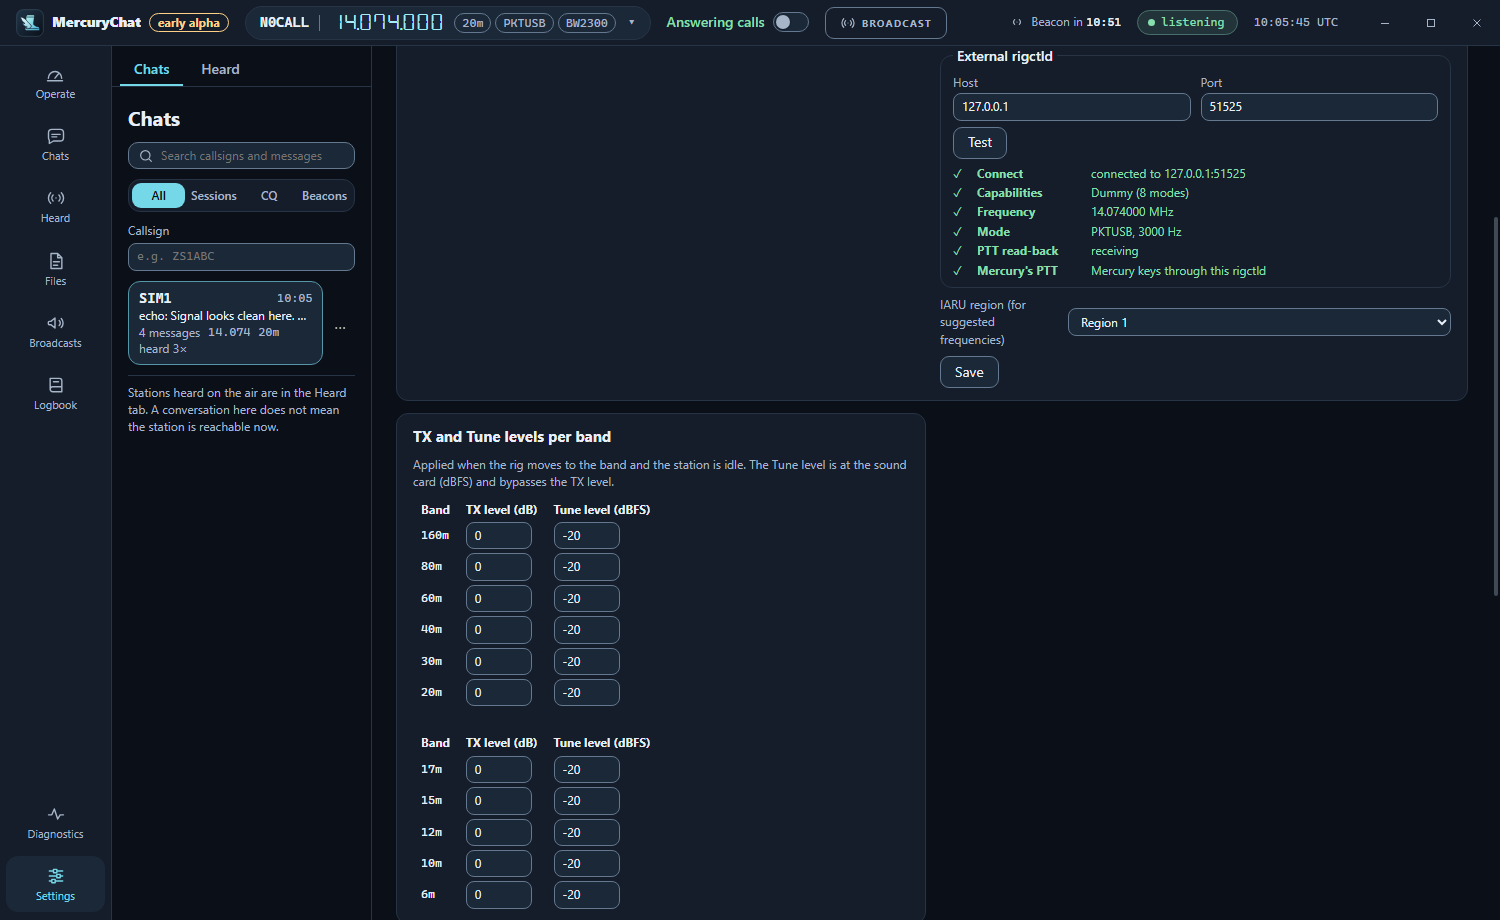 MercuryChat early alpha N0CALL 14.074.000 20m PKTUSB BW2300 Answering calls BROADCAST Beacon in 10:51 listening 10:05:45 UTC
Operate
Chats
Heard
Files
Broadcasts
Logbook
Diagnostics
Settings
Chats Heard
Chats
Search callsigns and messages
All Sessions CQ Beacons
Callsign
e.g. ZS1ABC
SIM1 10:05
echo: Signal looks clean here. ...
4 messages 14.074 20m
heard 3×
Stations heard on the air are in the Heard
tab. A conversation here does not mean
the station is reachable now.
External rigctld
Host Port
127.0.0.1 51525
Test
✓ Connect connected to 127.0.0.1:51525
✓ Capabilities Dummy (8 modes)
✓ Frequency 14.074000 MHz
✓ Mode PKTUSB, 3000 Hz
✓ PTT read-back receiving
✓ Mercury's PTT Mercury keys through this rigctld
IARU region (for
suggested
frequencies)
Region 1
Save
TX and Tune levels per band
Applied when the rig moves to the band and the station is idle. The Tune level is at the sound
card (dBFS) and bypasses the TX level.
Band TX level (dB) Tune level (dBFS)
160m 0 -20
80m 0 -20
60m 0 -20
40m 0 -20
30m 0 -20
20m 0 -20
Band TX level (dB) Tune level (dBFS)
17m 0 -20
15m 0 -20
12m 0 -20
10m 0 -20
6m 0 -20